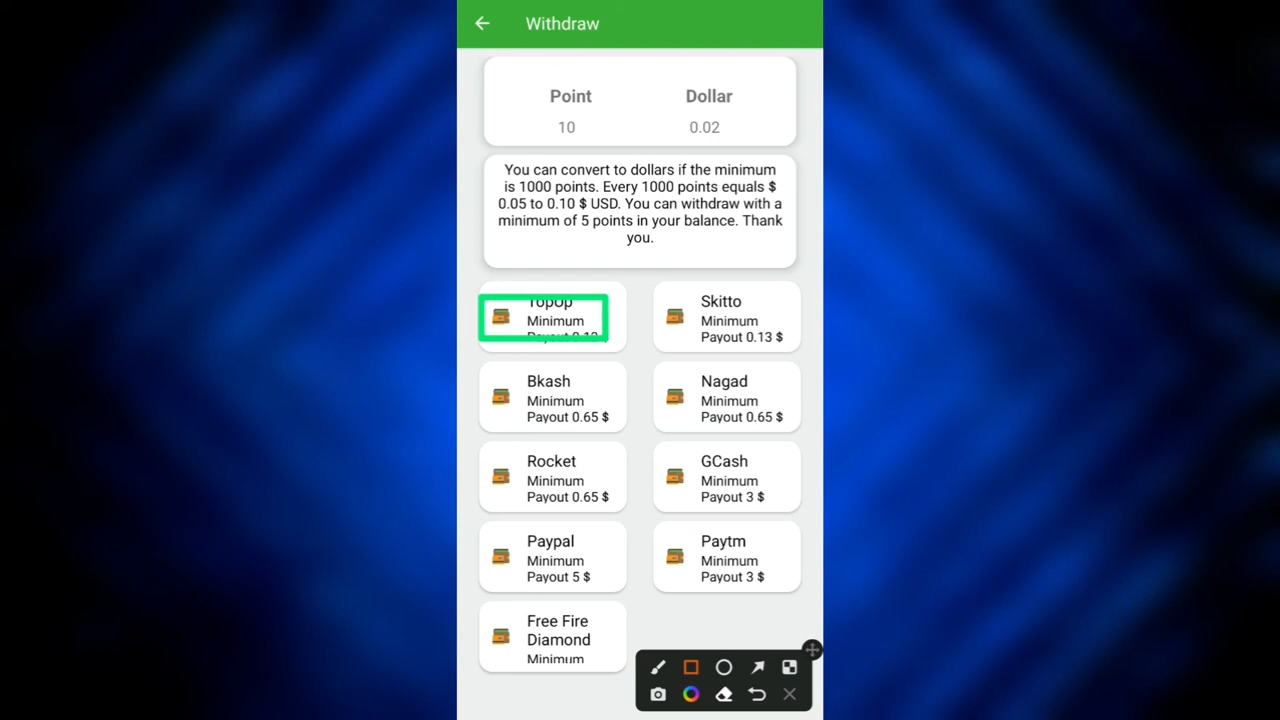 Withdraw
Point
Dollar
10
0.02
You can convert to dollars if the minimum
is 1000 points. Every 1000 points equals $
0.05 to 0.10 $ USD. You can withdraw with a
minimum of 5 points in your balance. Thank
you.
TopUp
Minimum
Payout
Skitto
Minimum
Payout 0.13 $
Bkash
Minimum
Payout 0.65 $
Nagad
Minimum
Payout 0.65 $
Rocket
Minimum
Payout 0.65 $
GCash
Minimum
Payout 3 $
Paypal
Minimum
Payout 5 $
Paytm
Minimum
Payout 3 $
Free Fire
Diamond
Minimum